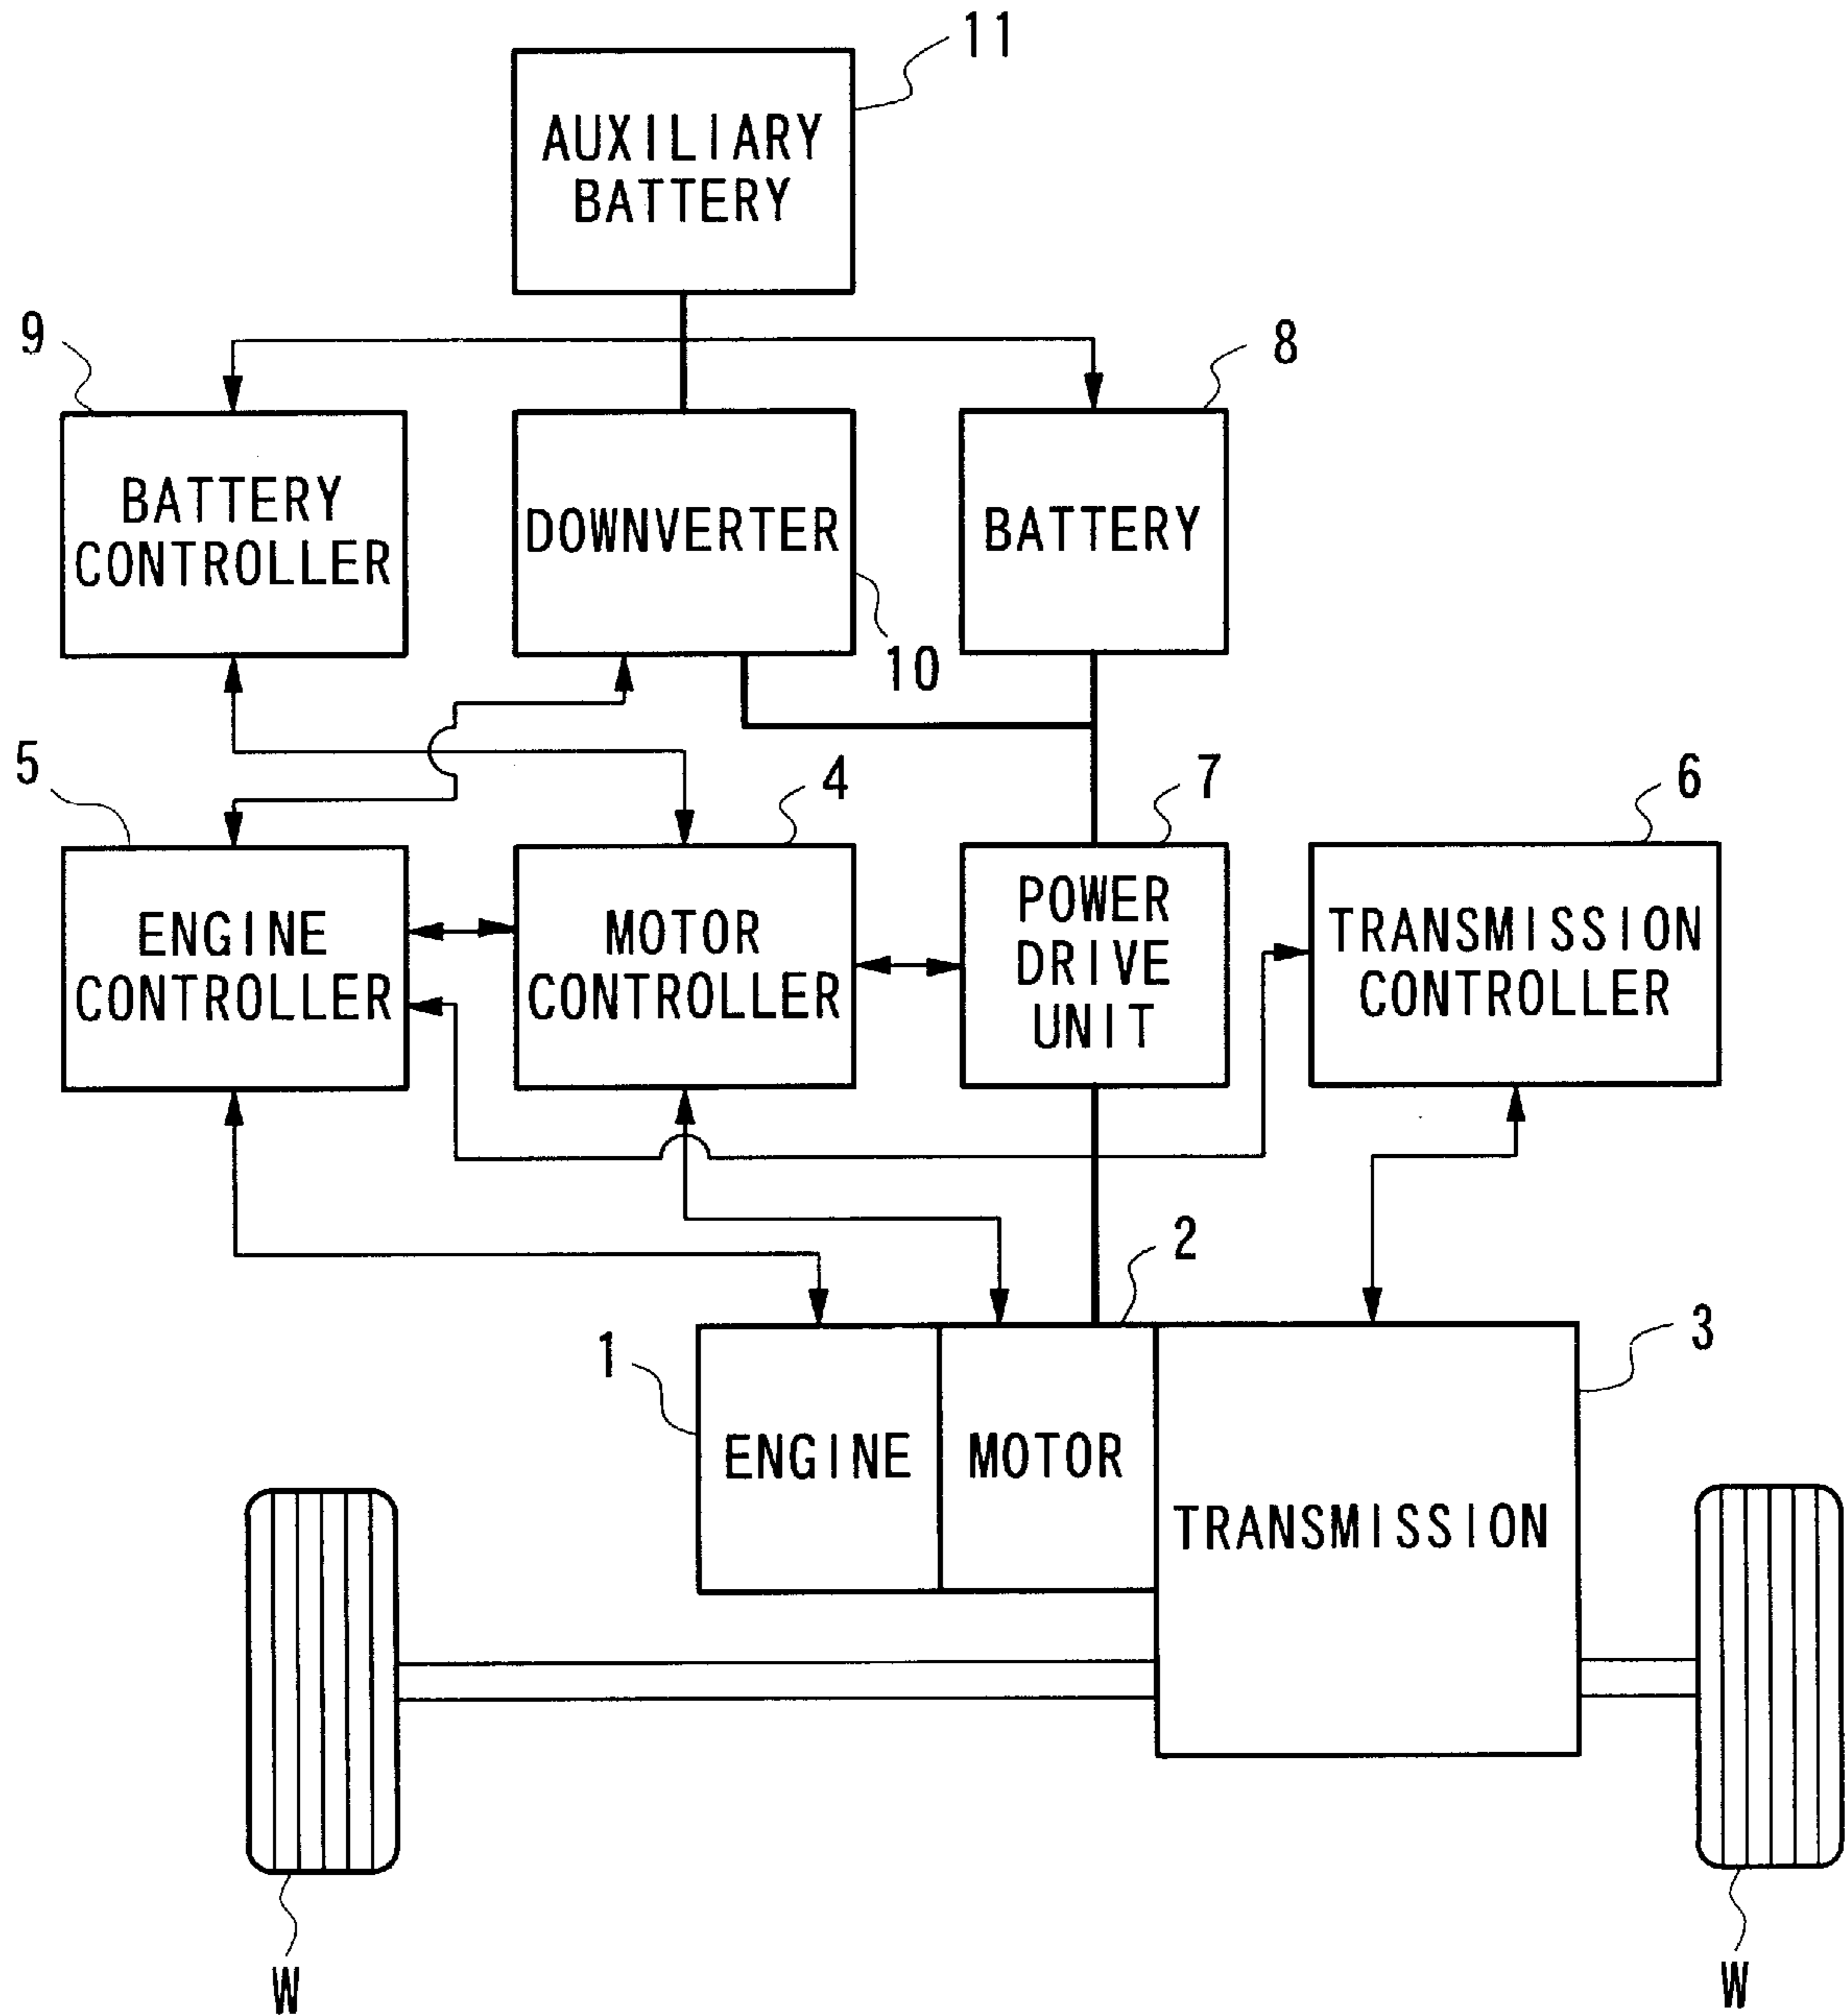 11
AUXILIARY
BATTERY
9
8
BATTERY
CONTROLLER
DOWNVERTER
BATTERY
10
5
4
7
6
ENGINE
CONTROLLER
MOTOR
CONTROLLER
POWER
DRIVE
UNIT
TRANSMISSION
CONTROLLER
2
1
3
ENGINE
MOTOR
TRANSMISSION
W
W